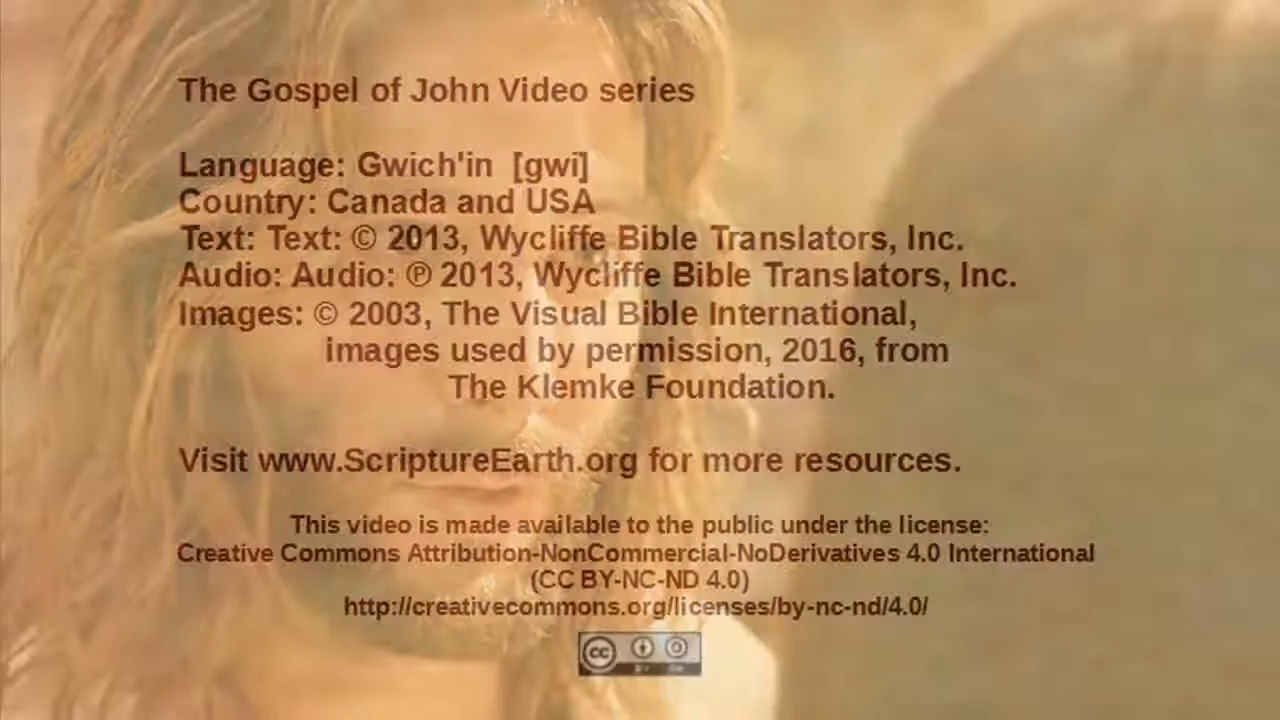 The Gospel of John Video series
Language: Gwich'in [gwi]
Country: Canada and USA
Text: Text: © 2013, Wycliffe Bible Translators, Inc.
Audio: Audio: ℗ 2013, Wycliffe Bible Translators, Inc.
Images: © 2003, The Visual Bible International,
images used by permission, 2016, from
The Klemke Foundation.
Visit www.ScriptureEarth.org for more resources.
This video is made available to the public under the license:
Creative Commons Attribution-NonCommercial-NoDerivatives 4.0 International
(CC BY-NC-ND 4.0)
http://creativecommons.org/licenses/by-nc-nd/4.0/
cc